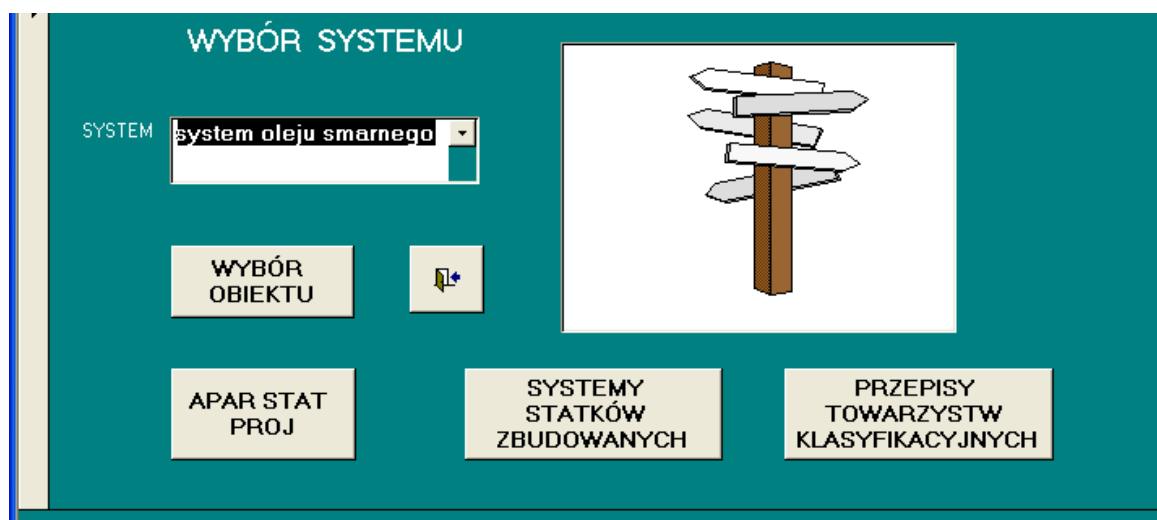 WYBÓR SYSTEMU
SYSTEM
system oleju smarnego
WYBÓR
OBIEKTU
APAR STAT
PROJ
SYSTEMY
STATKÓW
ZBUDOWANYCH
PRZEPISY
TOWARZYSTW
KLASYFIKACYJNYCH